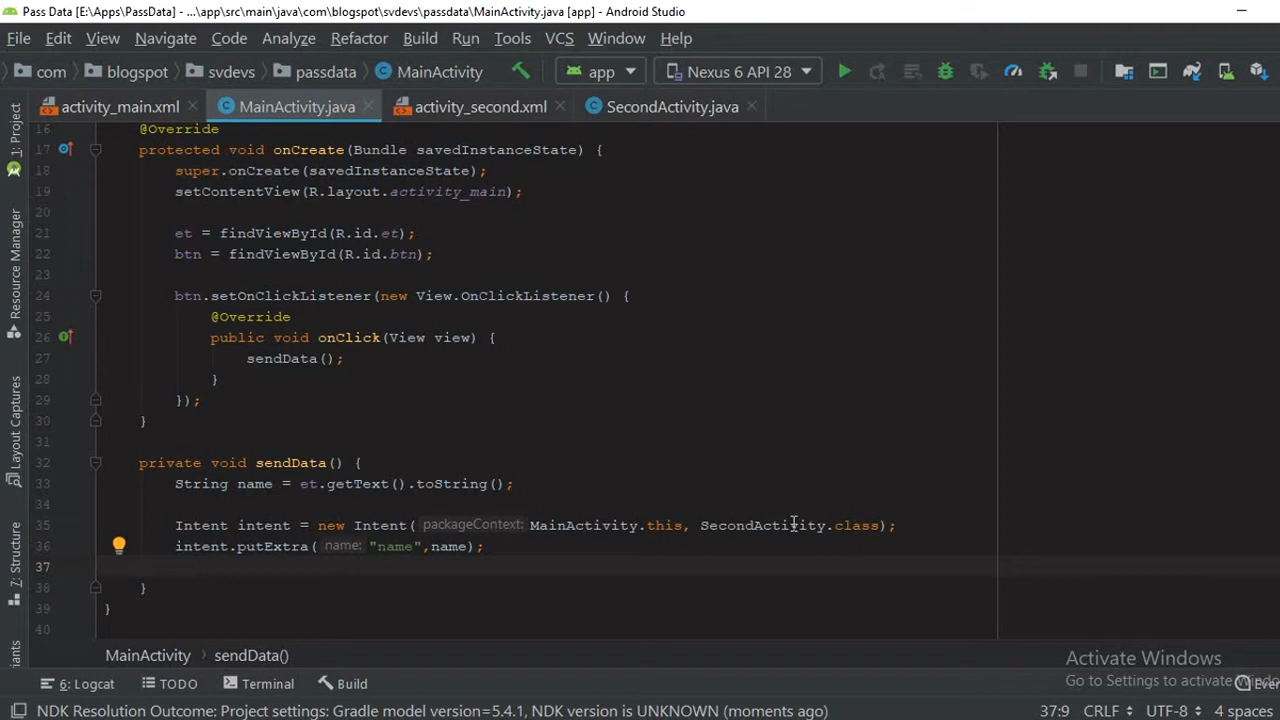 Pass Data [E:\Apps\PassData] - ...\app\src\main\java\com\blogspot\svdevs\passdata\MainActivity.java [app] - Android Studio
File Edit View Navigate Code Analyze Refactor Build Run Tools VCS Window Help
com blogspot svdevs passdata MainActivity app Nexus 6 API 28
activity_main.xml MainActivity.java activity_second.xml SecondActivity.java
1: Project
Resource Manager
Layout Captures
7: Structure
16 @Override
17 protected void onCreate(Bundle savedInstanceState) {
18 super.onCreate(savedInstanceState);
19 setContentView(R.layout.activity_main);
20
21 et = findViewById(R.id.et);
22 btn = findViewById(R.id.btn);
23
24 btn.setOnClickListener(new View.OnClickListener() {
25 @Override
26 public void onClick(View view) {
27 sendData();
28 }
29 });
30 }
31
32 private void sendData() {
33 String name = et.getText().toString();
34
35 Intent intent = new Intent( packageContext: MainActivity.this, SecondActivity.class);
36 intent.putExtra( name: "name",name);
37
38 }
39 }
40
MainActivity sendData()
Activate Windows
Go to Settings to activate Windo
6: Logcat TODO Terminal Build
NDK Resolution Outcome: Project settings: Gradle model version=5.4.1, NDK version is UNKNOWN (moments ago) 37:9 CRLF UTF-8 4 spaces